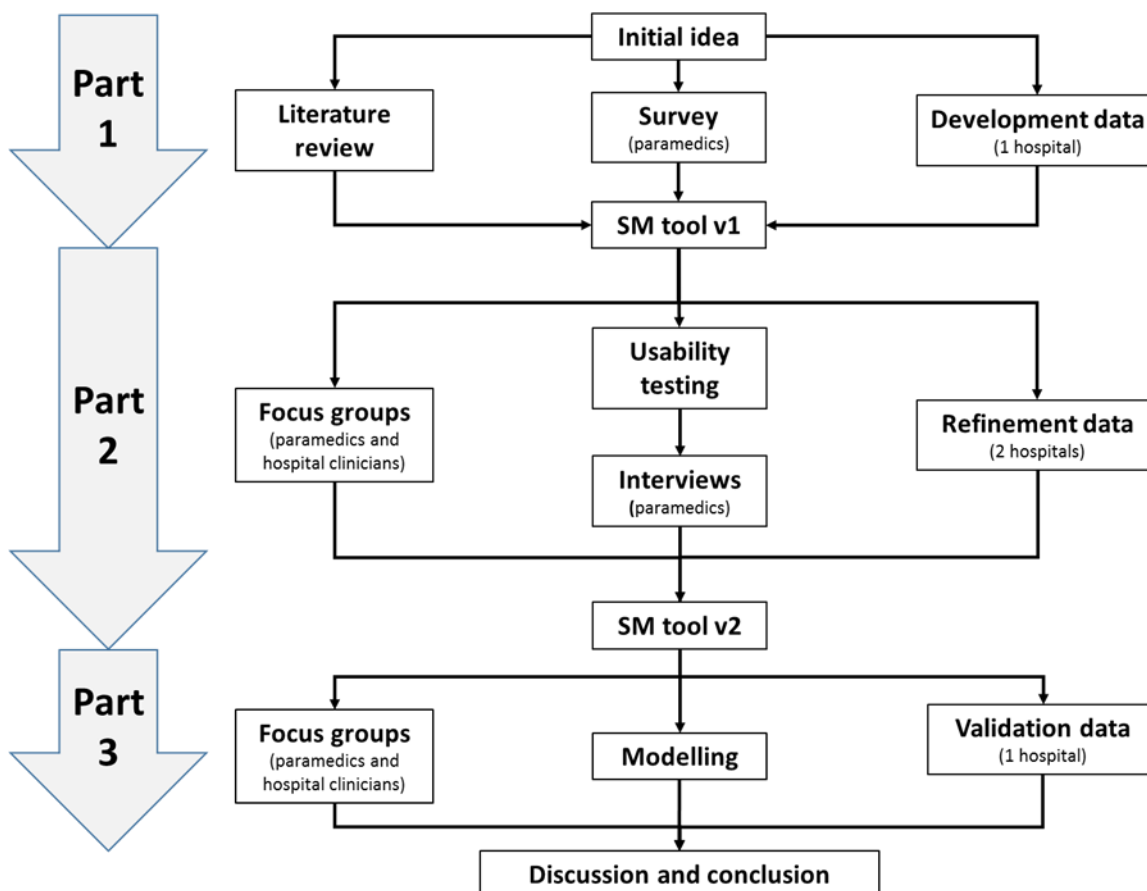 Part
1
Initial idea
Literature
review
Survey
(paramedics)
Development data
(1 hospital)
SM tool v1
Part
2
Usability
testing
Focus groups
(paramedics and
hospital clinicians)
Interviews
(paramedics)
Refinement data
(2 hospitals)
SM tool v2
Part
3
Focus groups
(paramedics and
hospital clinicians)
Modelling
Validation data
(1 hospital)
Discussion and conclusion